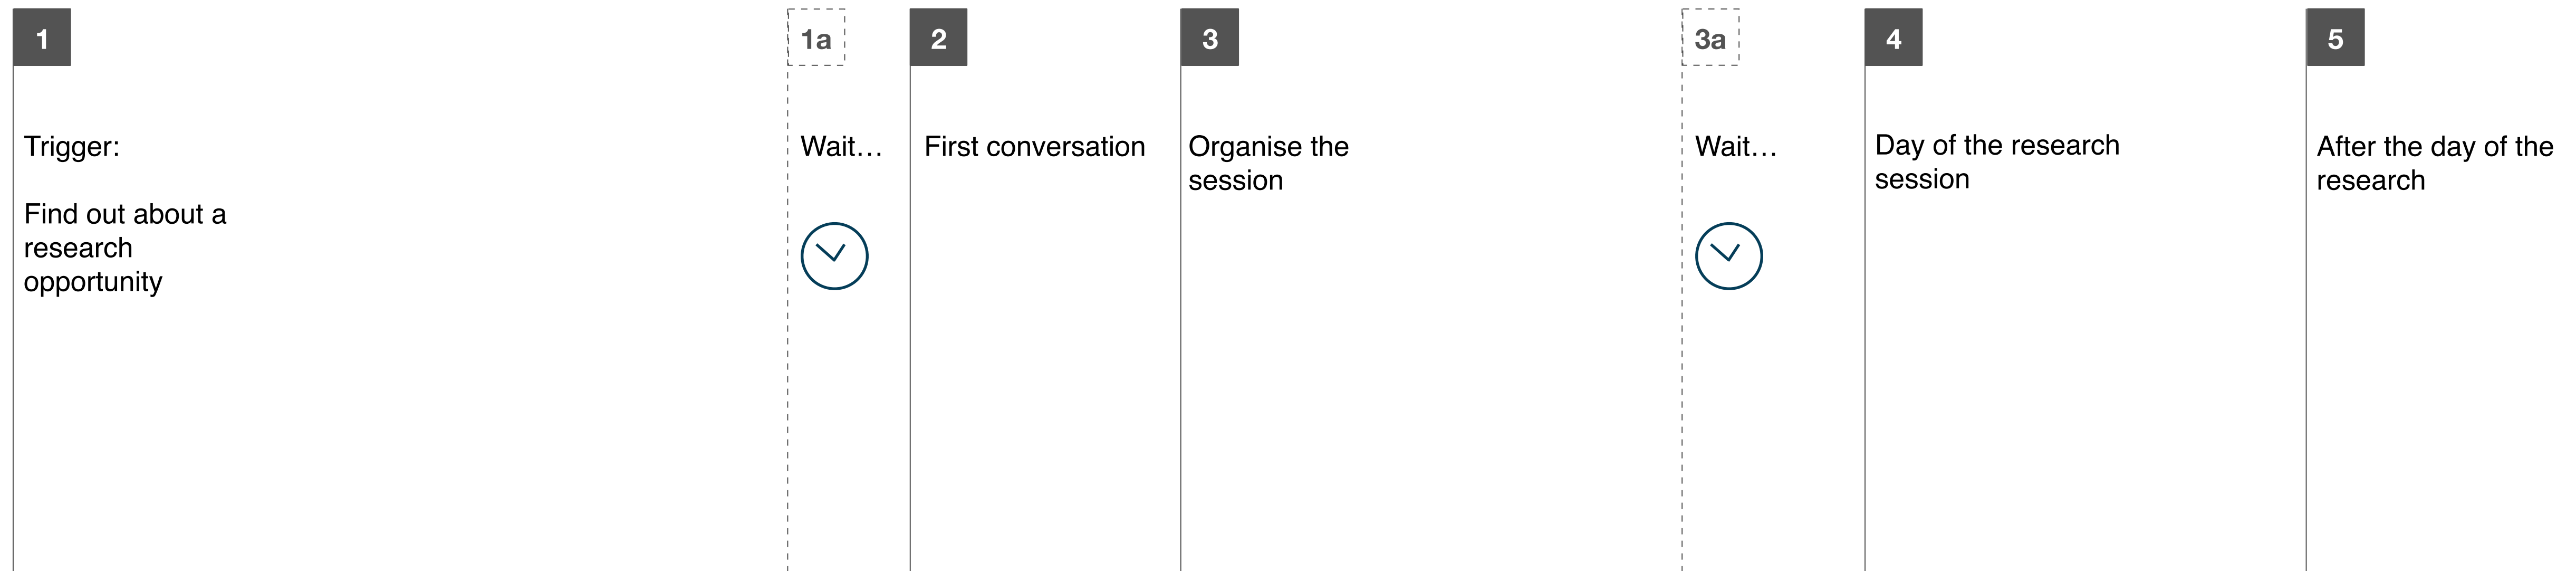 1
Trigger:
Find out about a
research
opportunity
1a
Wait…
2
First conversation
3
Organise the
session
3a
Wait…
4
Day of the research
session
5
After the day of the
research